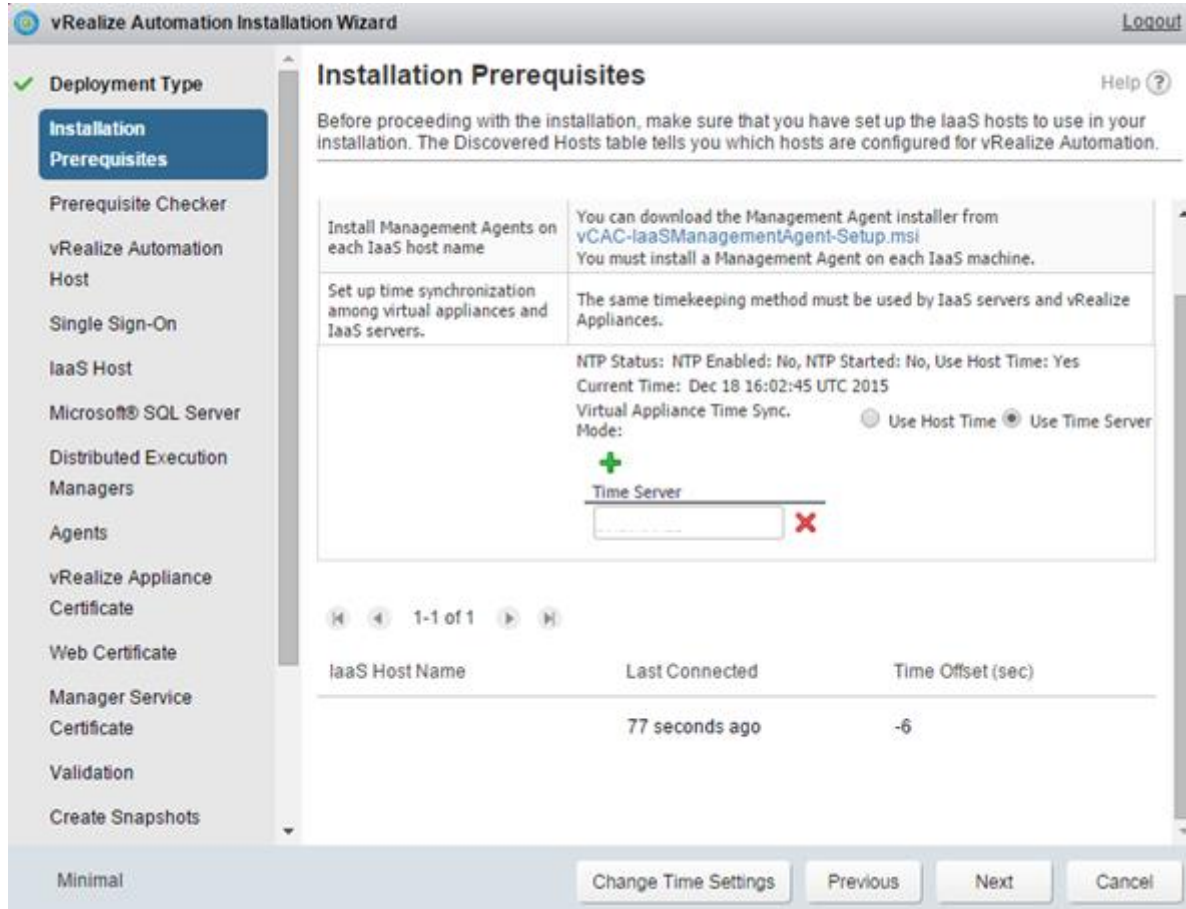 vRealize Automation Installation Wizard
Logout
Deployment Type
Installation
Prerequisites
Prerequisite Checker
vRealize Automation
Host
Single Sign-On
IaaS Host
Microsoft® SQL Server
Distributed Execution
Managers
Agents
vRealize Appliance
Certificate
Web Certificate
Manager Service
Certificate
Validation
Create Snapshots
Minimal
Installation Prerequisites
Help ?
Before proceeding with the installation, make sure that you have set up the IaaS hosts to use in your
installation. The Discovered Hosts table tells you which hosts are configured for vRealize Automation.
Install Management Agents on
each IaaS host name
You can download the Management Agent installer from
vCAC-IaaSManagementAgent-Setup.msi
You must install a Management Agent on each IaaS machine.
Set up time synchronization
among virtual appliances and
IaaS servers.
The same timekeeping method must be used by IaaS servers and vRealize
Appliances.
NTP Status: NTP Enabled: No, NTP Started: No, Use Host Time: Yes
Current Time: Dec 18 16:02:45 UTC 2015
Virtual Appliance Time Sync.
Mode:
Use Host Time Use Time Server
Time Server
1-1 of 1
IaaS Host Name Last Connected Time Offset (sec)
77 seconds ago -6
Change Time Settings Previous Next Cancel